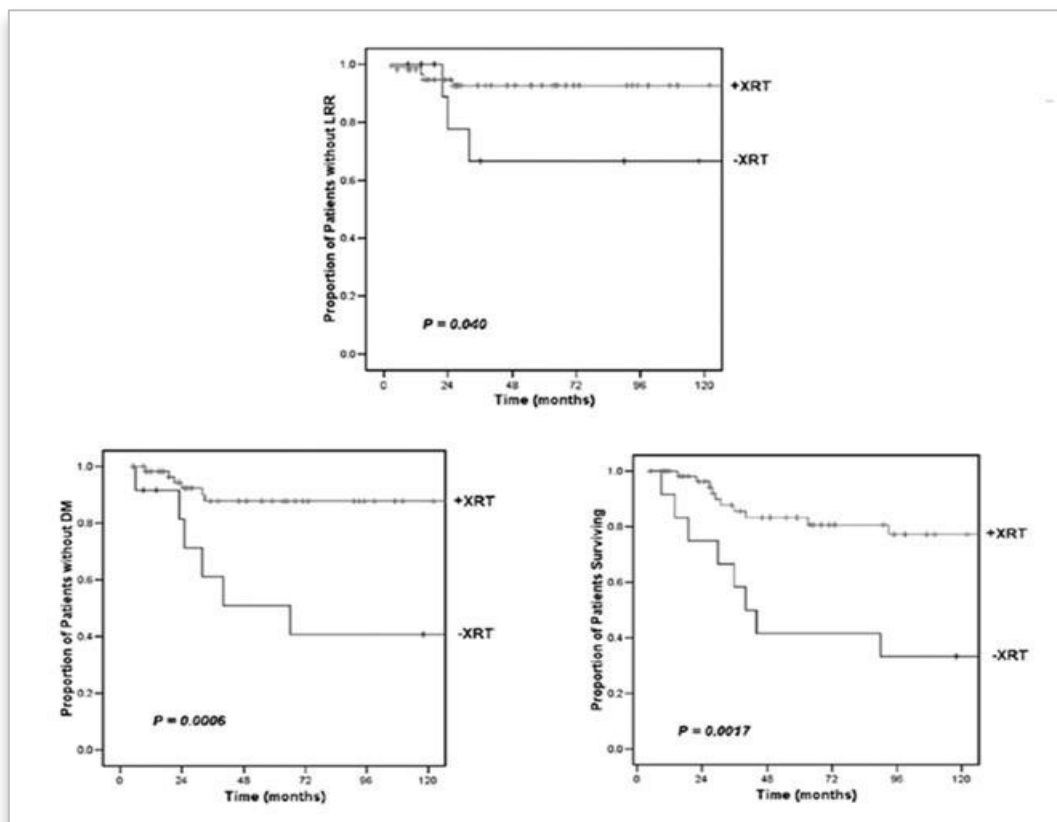 Proportion of Patients without LRR
1.0
0.8
0.6
0.4
0.2
0.0
+XRT
-XRT
P = 0.040
0 24 48 72 96 120
Time (months)
Proportion of Patients without DM
1.0
0.8
0.6
0.4
0.2
0.0
+XRT
-XRT
P = 0.0006
0 24 48 72 96 120
Time (months)
Proportion of Patients Surviving
1.0
0.8
0.6
0.4
0.2
0.0
+XRT
-XRT
P = 0.0017
0 24 48 72 96 120
Time (months)